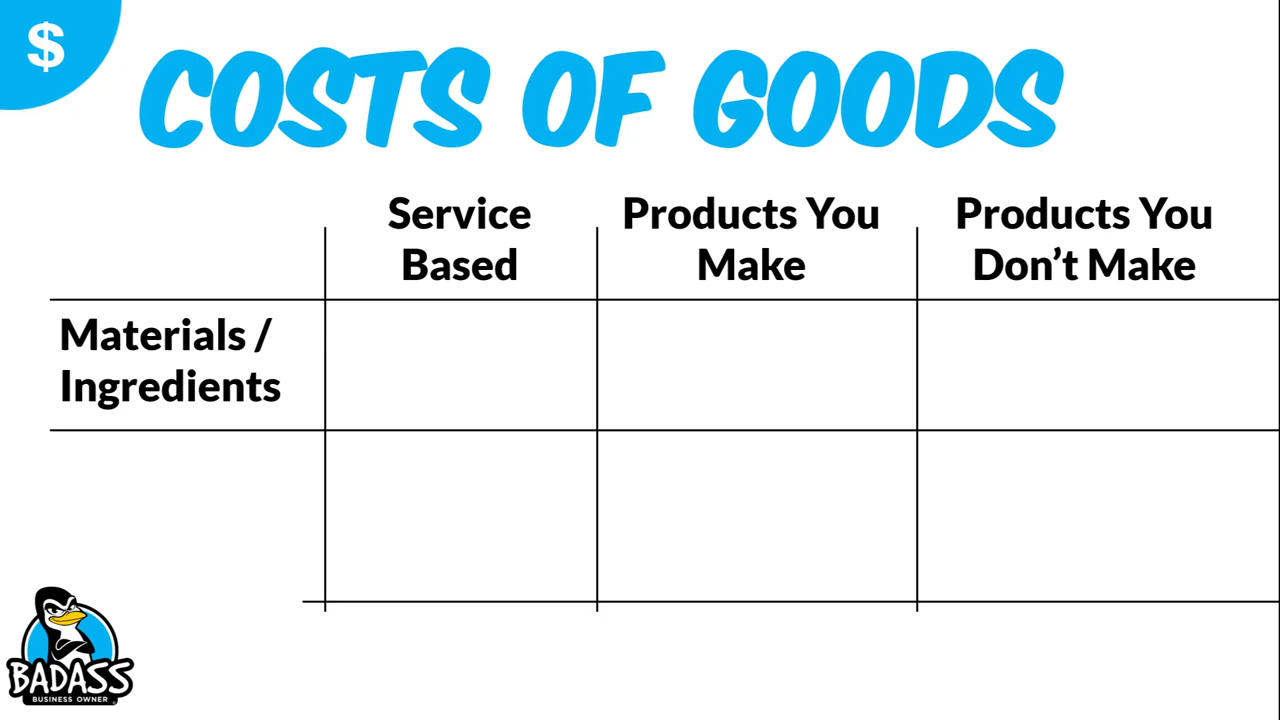 $
COSTS OF GOODS
Service
Based
Products You
Make
Products You
Don’t Make
Materials /
Ingredients
BADASS
BUSINESS OWNER